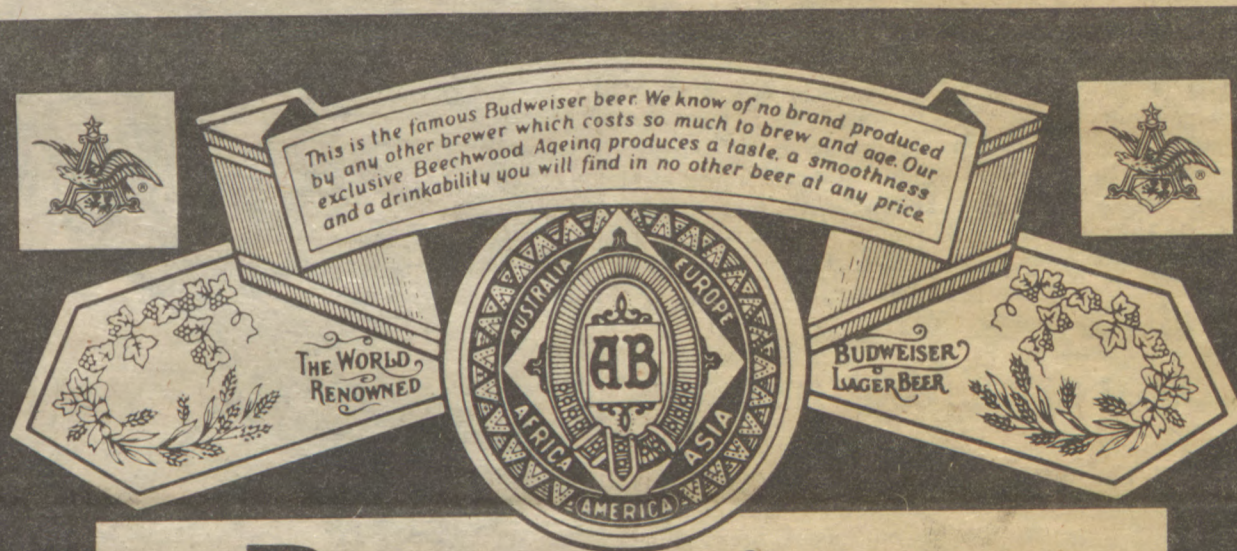 This is the famous Budweiser beer. We know of no brand produced
by any other brewer which costs so much to brew and age. Our
exclusive Beechwood Ageing produces a taste, a smoothness
and a drinkability you will find in no other beer at any price.
®
®
AUSTRALIA
EUROPE
THE WORLD
RENOWNED
AB
BUDWEISER
LAGER BEER
AFRICA
ASIA
AMERICA